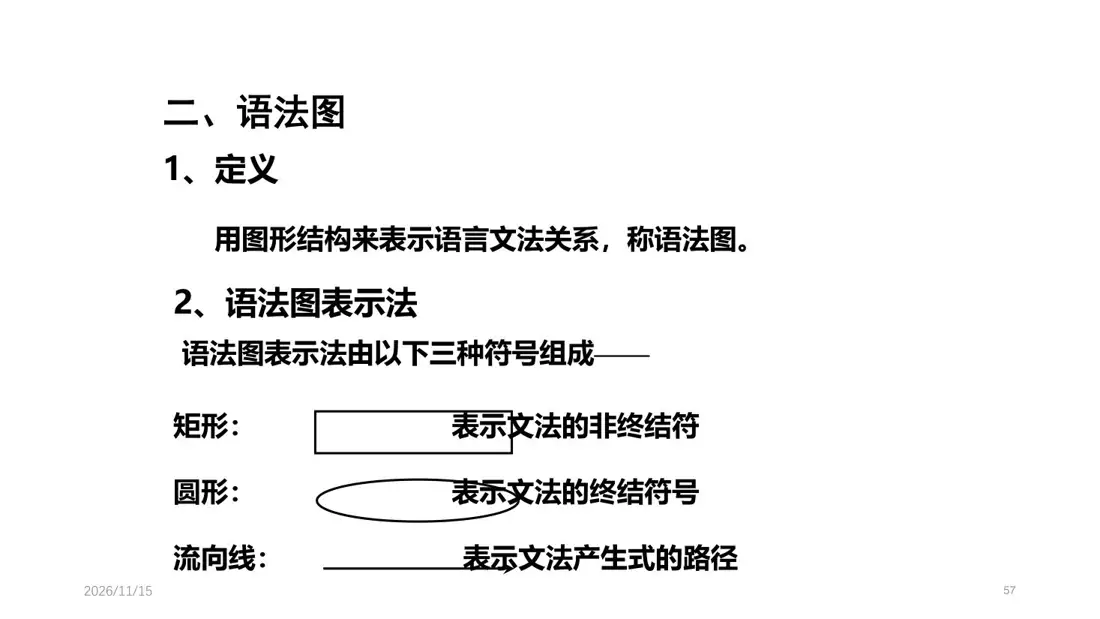 二、语法图
1、定义
用图形结构来表示语言文法关系，称语法图。
2、语法图表示法
语法图表示法由以下三种符号组成——
矩形： 表示文法的非终结符
圆形： 表示文法的终结符号
流向线： 表示文法产生式的路径
2026/11/15
57